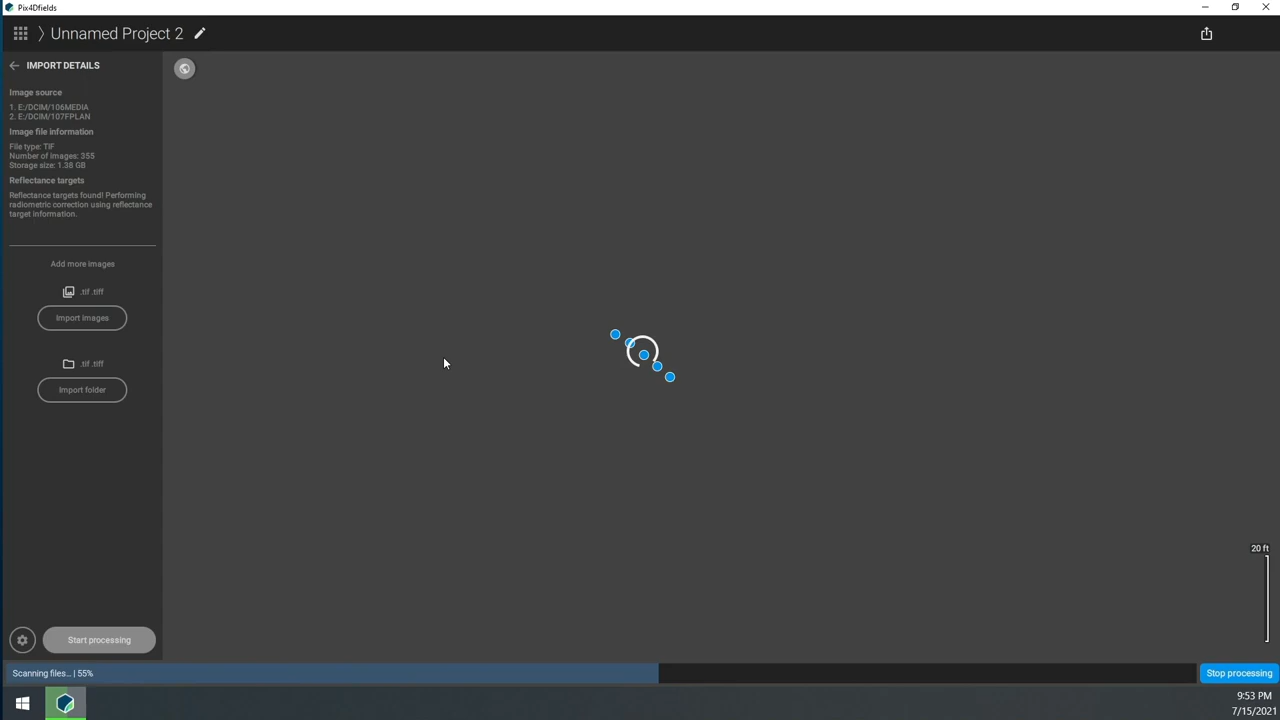 Pix4Dfields
Unnamed Project 2
IMPORT DETAILS
Image source
1. E:/DCIM/106MEDIA
2. E:/DCIM/107FPLAN
Image file information
File type: TIF
Number of images: 355
Storage size: 1.38 GB
Reflectance targets
Reflectance targets found! Performing
radiometric correction using reflectance
target information.
Add more images
.tif .tiff
Import images
.tif .tiff
Import folder
20 ft
Start processing
Scanning files... | 55%
Stop processing
9:53 PM
7/15/2021